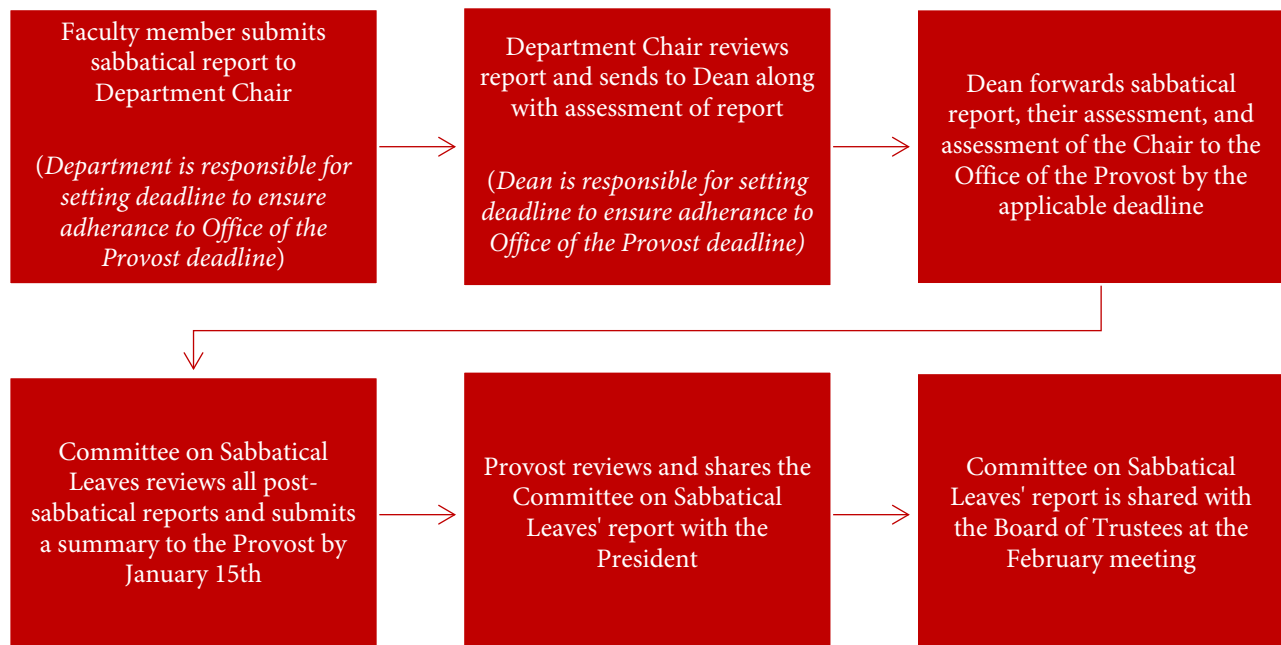 Faculty member submits
sabbatical report to
Department Chair
(Department is responsible for
setting deadline to ensure
adherance to Office of the
Provost deadline)
Department Chair reviews
report and sends to Dean along
with assessment of report
(Dean is responsible for setting
deadline to ensure adherance to
Office of the Provost deadline)
Dean forwards sabbatical
report, their assessment, and
assessment of the Chair to the
Office of the Provost by the
applicable deadline
Committee on Sabbatical
Leaves reviews all post-
sabbatical reports and submits
a summary to the Provost by
January 15th
Provost reviews and shares the
Committee on Sabbatical
Leaves' report with the
President
Committee on Sabbatical
Leaves' report is shared with
the Board of Trustees at the
February meeting